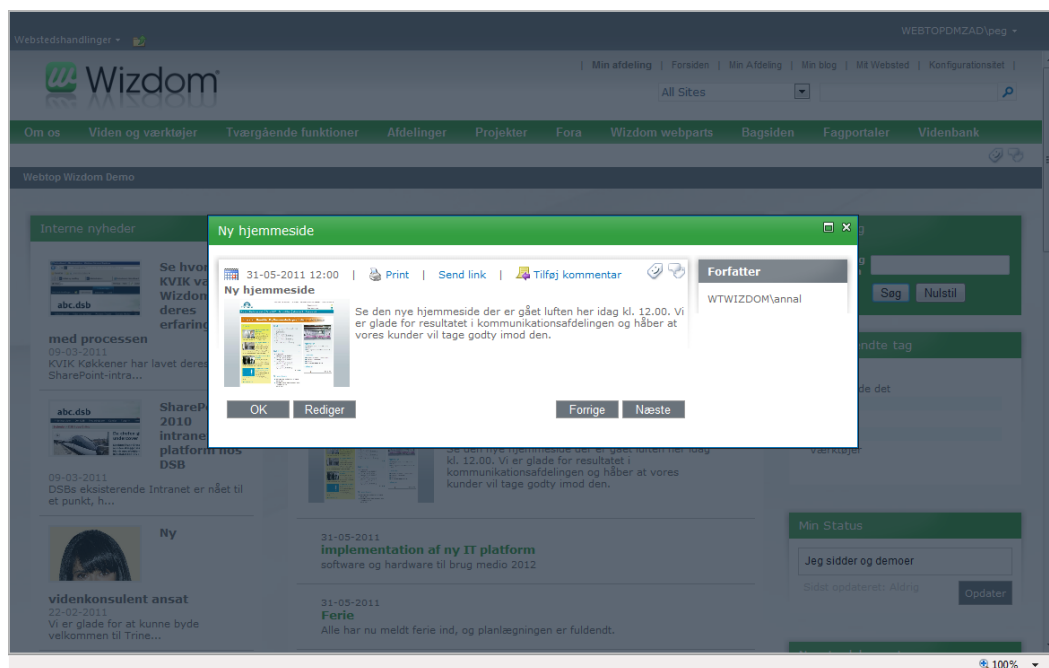 Webstedshandlinger
WEBTOPDMZAD\peg
Wizdom
| Min afdeling | Forsiden | Min Afdeling | Min blog | Mit Websted | Konfigurationsitet |
All Sites
Om os Viden og værktøjer Tværgående funktioner Afdelinger Projekter Fora Wizdom webparts Bagsiden Fagportaler Videnbank
Webtop Wizdom Demo
Interne nyheder
abc.dsb
Se hvor
KVIK
Wizdom
deres
erfaring
med processen
09-03-2011
KVIK Køkkener har lavet deres
SharePoint-intra...
abc.dsb
2010
intrane
platform hos
DSB
09-03-2011
DSBs eksisterende Intranet er nået til
et punkt, h...
Ny
videnkonsulent ansat
22-02-2011
Vi er glade for at kunne byde
velkommen til Trine...
Ny hjemmeside
31-05-2011 12:00 | Print | Send link | Tilføj kommentar
Ny hjemmeside
Se den nye hjemmeside der er gået luften her idag kl. 12.00. Vi
er glade for resultatet i kommunikationsafdelingen og håber at
vores kunder vil tage godty imod den.
Forfatter
WTWIZDOM\annal
OK Rediger Forrige Næste
Se den nye hjemmeside der er gået luften her idag
kl. 12.00. Vi er glade for resultatet i
kommunikationsafdelingen og håber at vores
kunder vil tage godty imod den.
31-05-2011
implementation af ny IT platform
software og hardware til brug medio 2012
31-05-2011
Ferie
Alle har nu meldt ferie ind, og planlægningen er fuldendt.
Søg Nulstil
ndte tag
de det
værktøjer
Min Status
Jeg sidder og demoer
Sidst opdateret: Aldrig
Opdater
100%